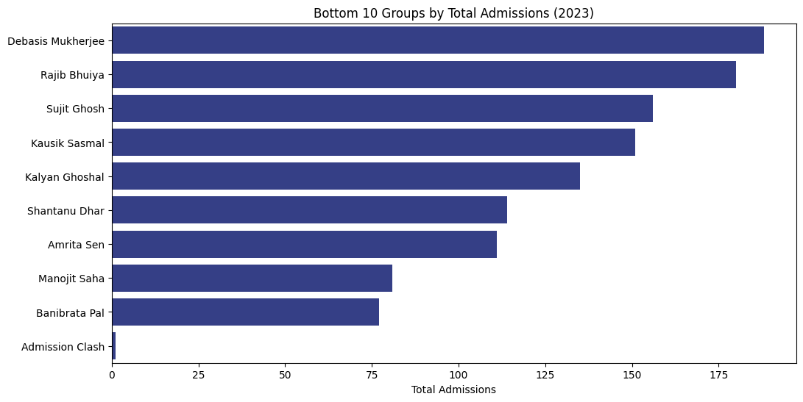 Bottom 10 Groups by Total Admissions (2023)
Debasis Mukherjee
Rajib Bhuiya
Sujit Ghosh
Kausik Sasmal
Kalyan Ghoshal
Shantanu Dhar
Amrita Sen
Manojit Saha
Banibrata Pal
Admission Clash
0 25 50 75 100 125 150 175
Total Admissions